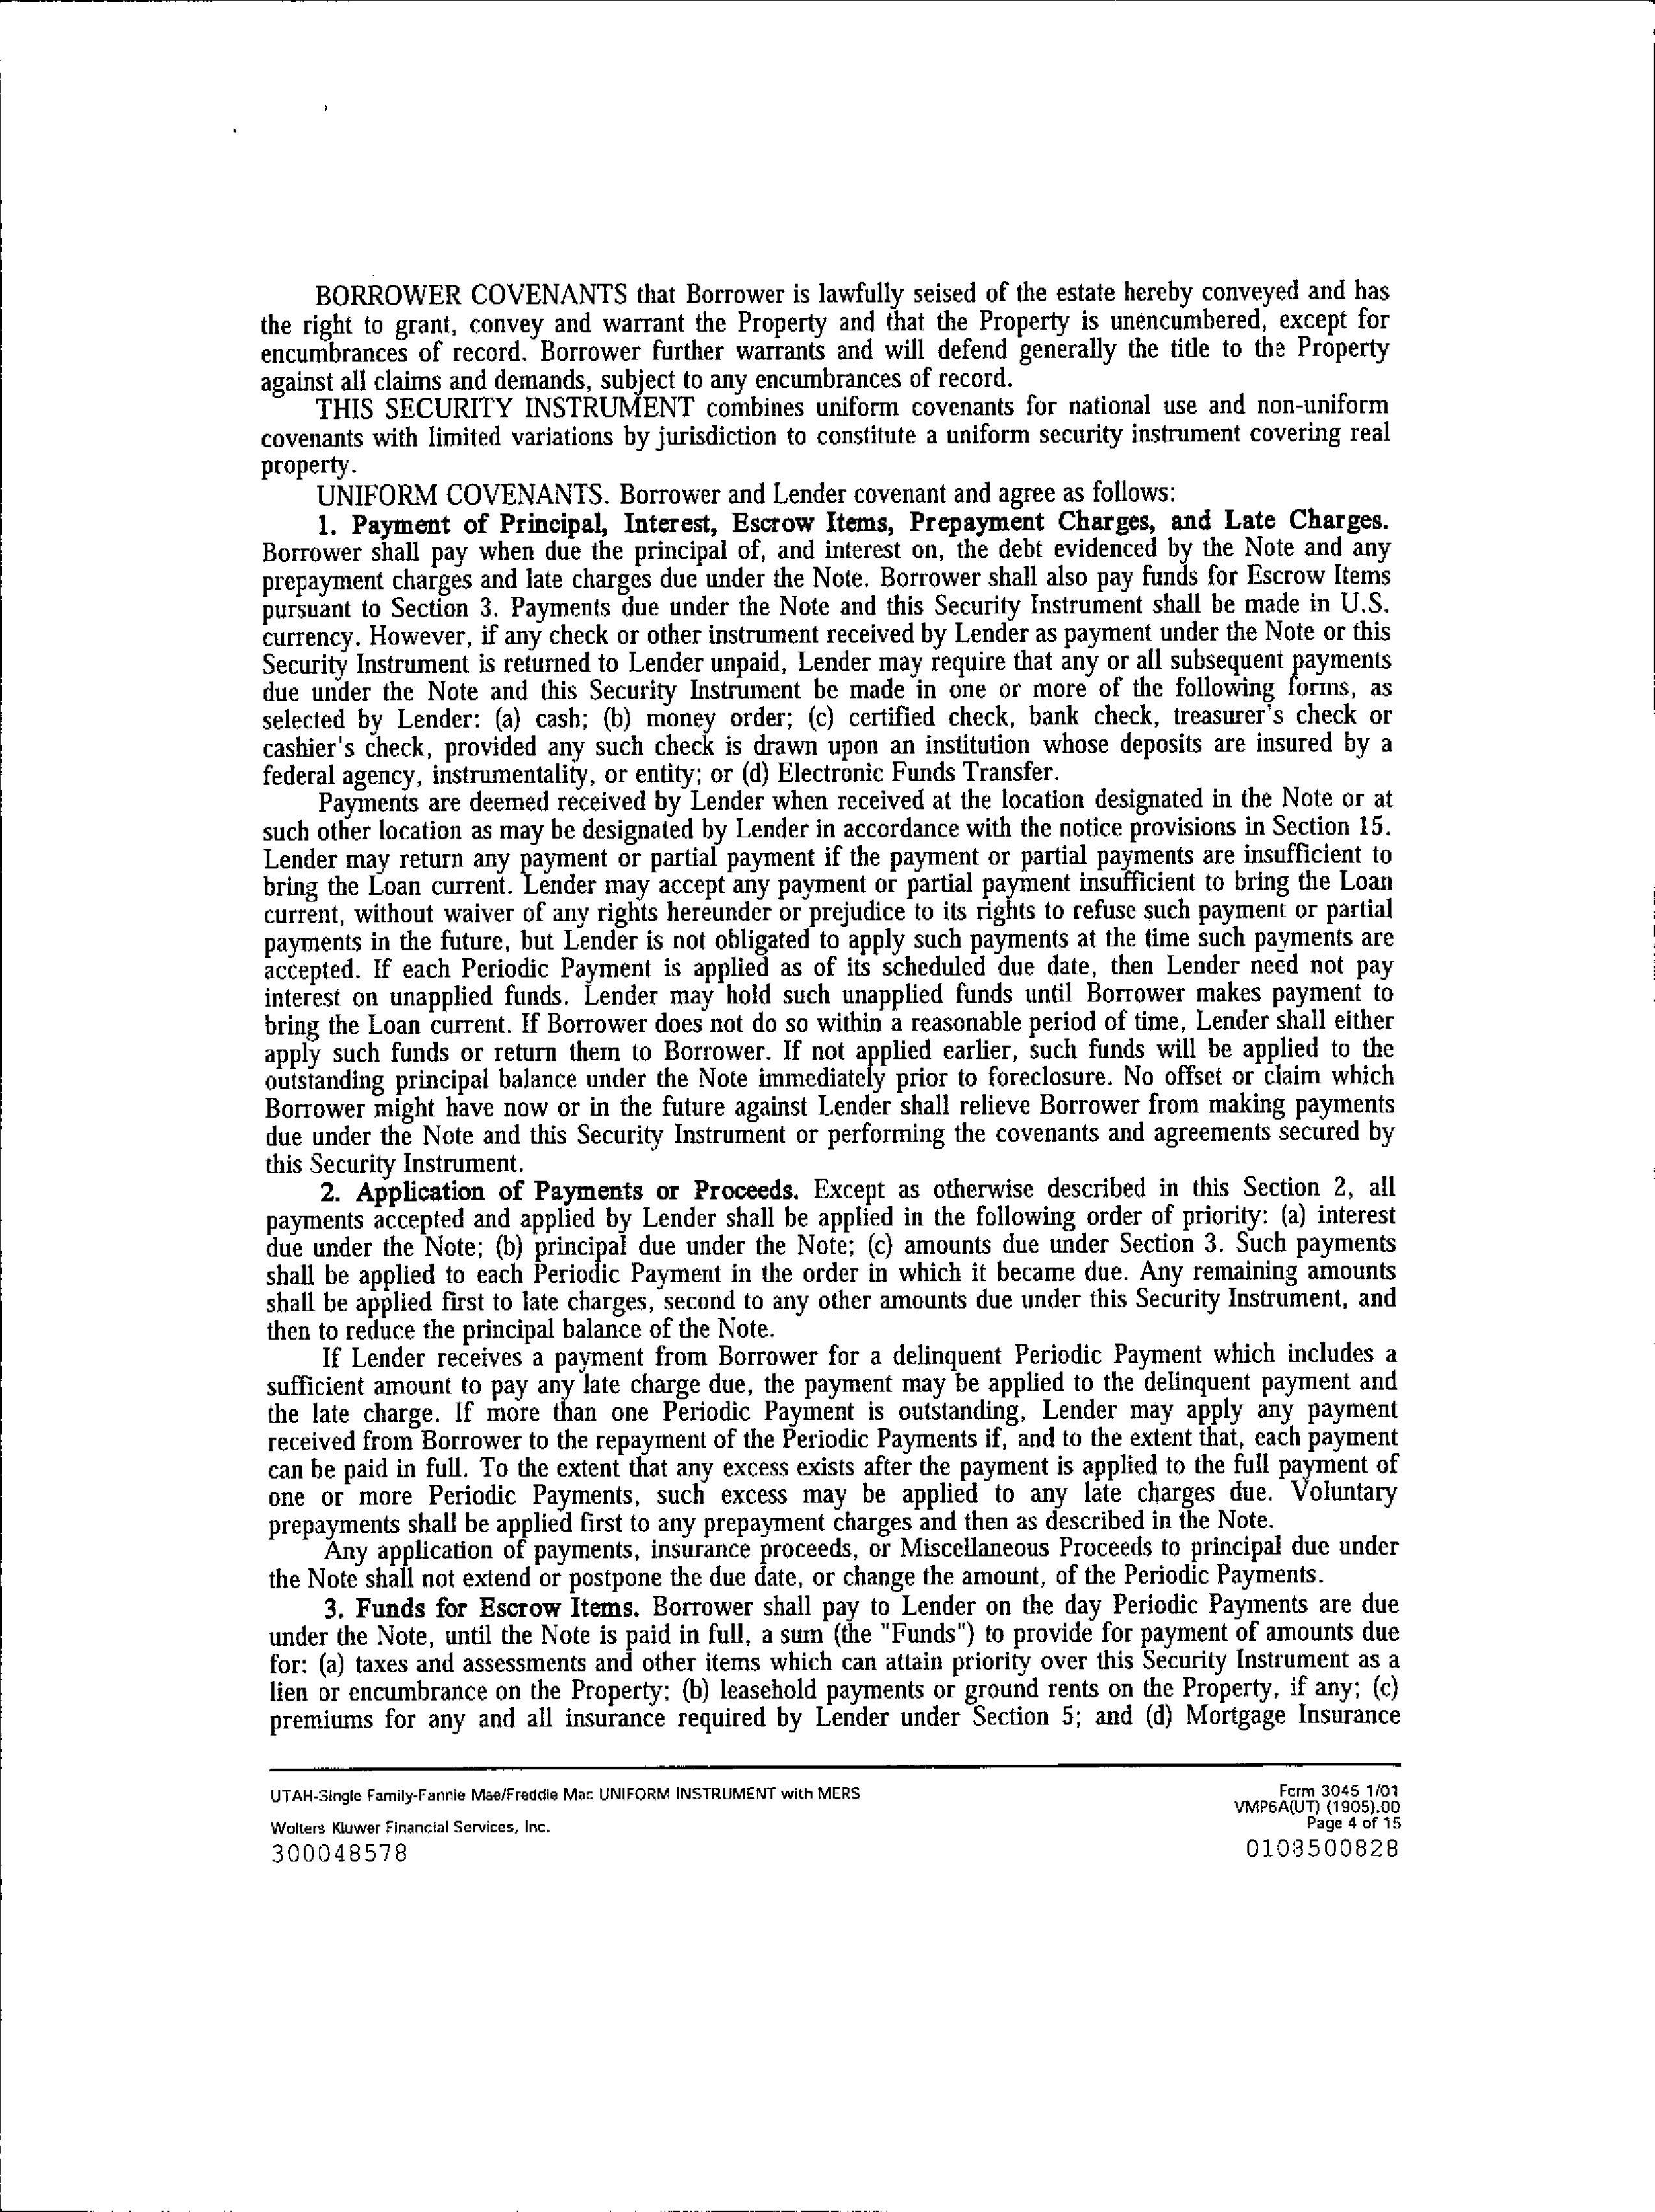 BORROWER COVENANTS that Borrower is lawfully seised of the estate hereby conveyed and has
the right to grant, convey and warrant the Property and that the Property is unencumbered, except for
encumbrances of record. Borrower further warrants and will defend generally the title to the Property
against all claims and demands, subject to any encumbrances of record.
THIS SECURITY INSTRUMENT combines uniform covenants for national use and non-uniform
covenants with limited variations by jurisdiction to constitute a uniform security instrument covering real
property.
UNIFORM COVENANTS. Borrower and Lender covenant and agree as follows:
1. Payment of Principal, Interest, Escrow Items, Prepayment Charges, and Late Charges.
Borrower shall pay when due the principal of, and interest on, the debt evidenced by the Note and any
prepayment charges and late charges due under the Note. Borrower shall also pay funds for Escrow Items
pursuant to Section 3. Payments due under the Note and this Security Instrument shall be made in U.S.
currency. However, if any check or other instrument received by Lender as payment under the Note or this
Security Instrument is returned to Lender unpaid, Lender may require that any or all subsequent payments
due under the Note and this Security Instrument be made in one or more of the following forms, as
selected by Lender: (a) cash; (b) money order; (c) certified check, bank check, treasurer's check or
cashier's check, provided any such check is drawn upon an institution whose deposits are insured by a
federal agency, instrumentality, or entity; or (d) Electronic Funds Transfer.
Payments are deemed received by Lender when received at the location designated in the Note or at
such other location as may be designated by Lender in accordance with the notice provisions in Section 15.
Lender may return any payment or partial payment if the payment or partial payments are insufficient to
bring the Loan current. Lender may accept any payment or partial payment insufficient to bring the Loan
current, without waiver of any rights hereunder or prejudice to its rights to refuse such payment or partial
payments in the future, but Lender is not obligated to apply such payments at the time such payments are
accepted. If each Periodic Payment is applied as of its scheduled due date, then Lender need not pay
interest on unapplied funds. Lender may hold such unapplied funds until Borrower makes payment to
bring the Loan current. If Borrower does not do so within a reasonable period of time, Lender shall either
apply such funds or return them to Borrower. If not applied earlier, such funds will be applied to the
outstanding principal balance under the Note immediately prior to foreclosure. No offset or claim which
Borrower might have now or in the future against Lender shall relieve Borrower from making payments
due under the Note and this Security Instrument or performing the covenants and agreements secured by
this Security Instrument.
2. Application of Payments or Proceeds. Except as otherwise described in this Section 2, all
payments accepted and applied by Lender shall be applied in the following order of priority: (a) interest
due under the Note; (b) principal due under the Note; (c) amounts due under Section 3. Such payments
shall be applied to each Periodic Payment in the order in which it became due. Any remaining amounts
shall be applied first to late charges, second to any other amounts due under this Security Instrument, and
then to reduce the principal balance of the Note.
If Lender receives a payment from Borrower for a delinquent Periodic Payment which includes a
sufficient amount to pay any late charge due, the payment may be applied to the delinquent payment and
the late charge. If more than one Periodic Payment is outstanding, Lender may apply any payment
received from Borrower to the repayment of the Periodic Payments if, and to the extent that, each payment
can be paid in full. To the extent that any excess exists after the payment is applied to the full payment of
one or more Periodic Payments, such excess may be applied to any late charges due. Voluntary
prepayments shall be applied first to any prepayment charges and then as described in the Note.
Any application of payments, insurance proceeds, or Miscellaneous Proceeds to principal due under
the Note shall not extend or postpone the due date, or change the amount, of the Periodic Payments.
3. Funds for Escrow Items. Borrower shall pay to Lender on the day Periodic Payments are due
under the Note, until the Note is paid in full, a sum (the "Funds") to provide for payment of amounts due
for: (a) taxes and assessments and other items which can attain priority over this Security Instrument as a
lien or encumbrance on the Property; (b) leasehold payments or ground rents on the Property, if any; (c)
premiums for any and all insurance required by Lender under Section 5; and (d) Mortgage Insurance
UTAH-Single Family-Fannie Mae/Freddie Mac UNIFORM INSTRUMENT with MERS
Form 3045 1/01
VMP6A(UT) (1905).00
Wolters Kluwer Financial Services, Inc.
Page 4 of 15
300048578
0103500828